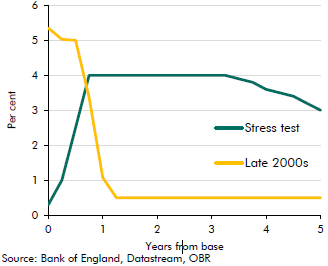 6
5
4
3
2
1
0
Per cent
Stress test
Late 2000s
0 1 2 3 4 5
Years from base
Source: Bank of England, Datastream, OBR